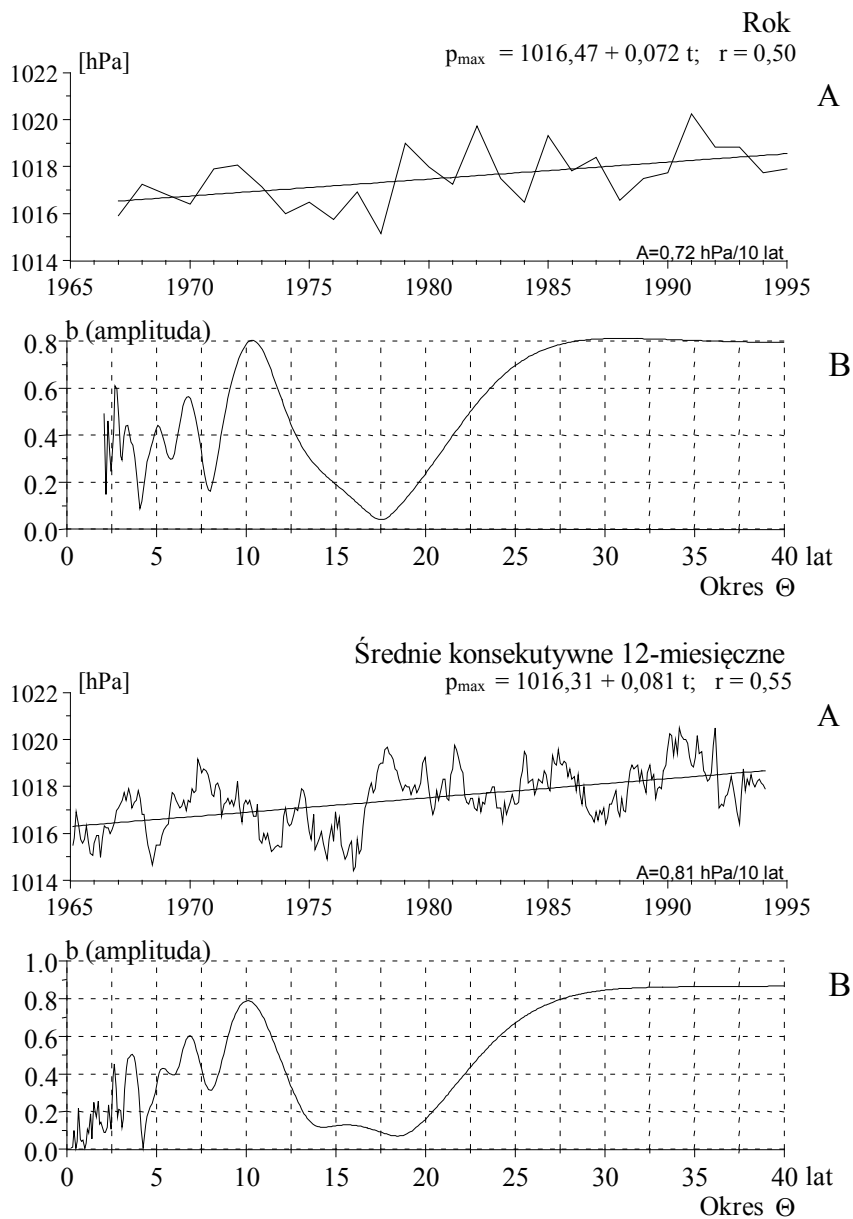 Rok
[hPa]
pmax = 1016,47 + 0,072 t; r = 0,50
A
1022
1020
1018
1016
1014
A=0,72 hPa/10 lat
1965 1970 1975 1980 1985 1990 1995
b (amplituda)
B
0.8
0.6
0.4
0.2
0.0
0 5 10 15 20 25 30 35 40 lat
Okres Θ
Średnie konsekutywne 12-miesięczne
[hPa]
pmax = 1016,31 + 0,081 t; r = 0,55
A
1022
1020
1018
1016
1014
A=0,81 hPa/10 lat
1965 1970 1975 1980 1985 1990 1995
b (amplituda)
B
1.0
0.8
0.6
0.4
0.2
0.0
0 5 10 15 20 25 30 35 40 lat
Okres Θ